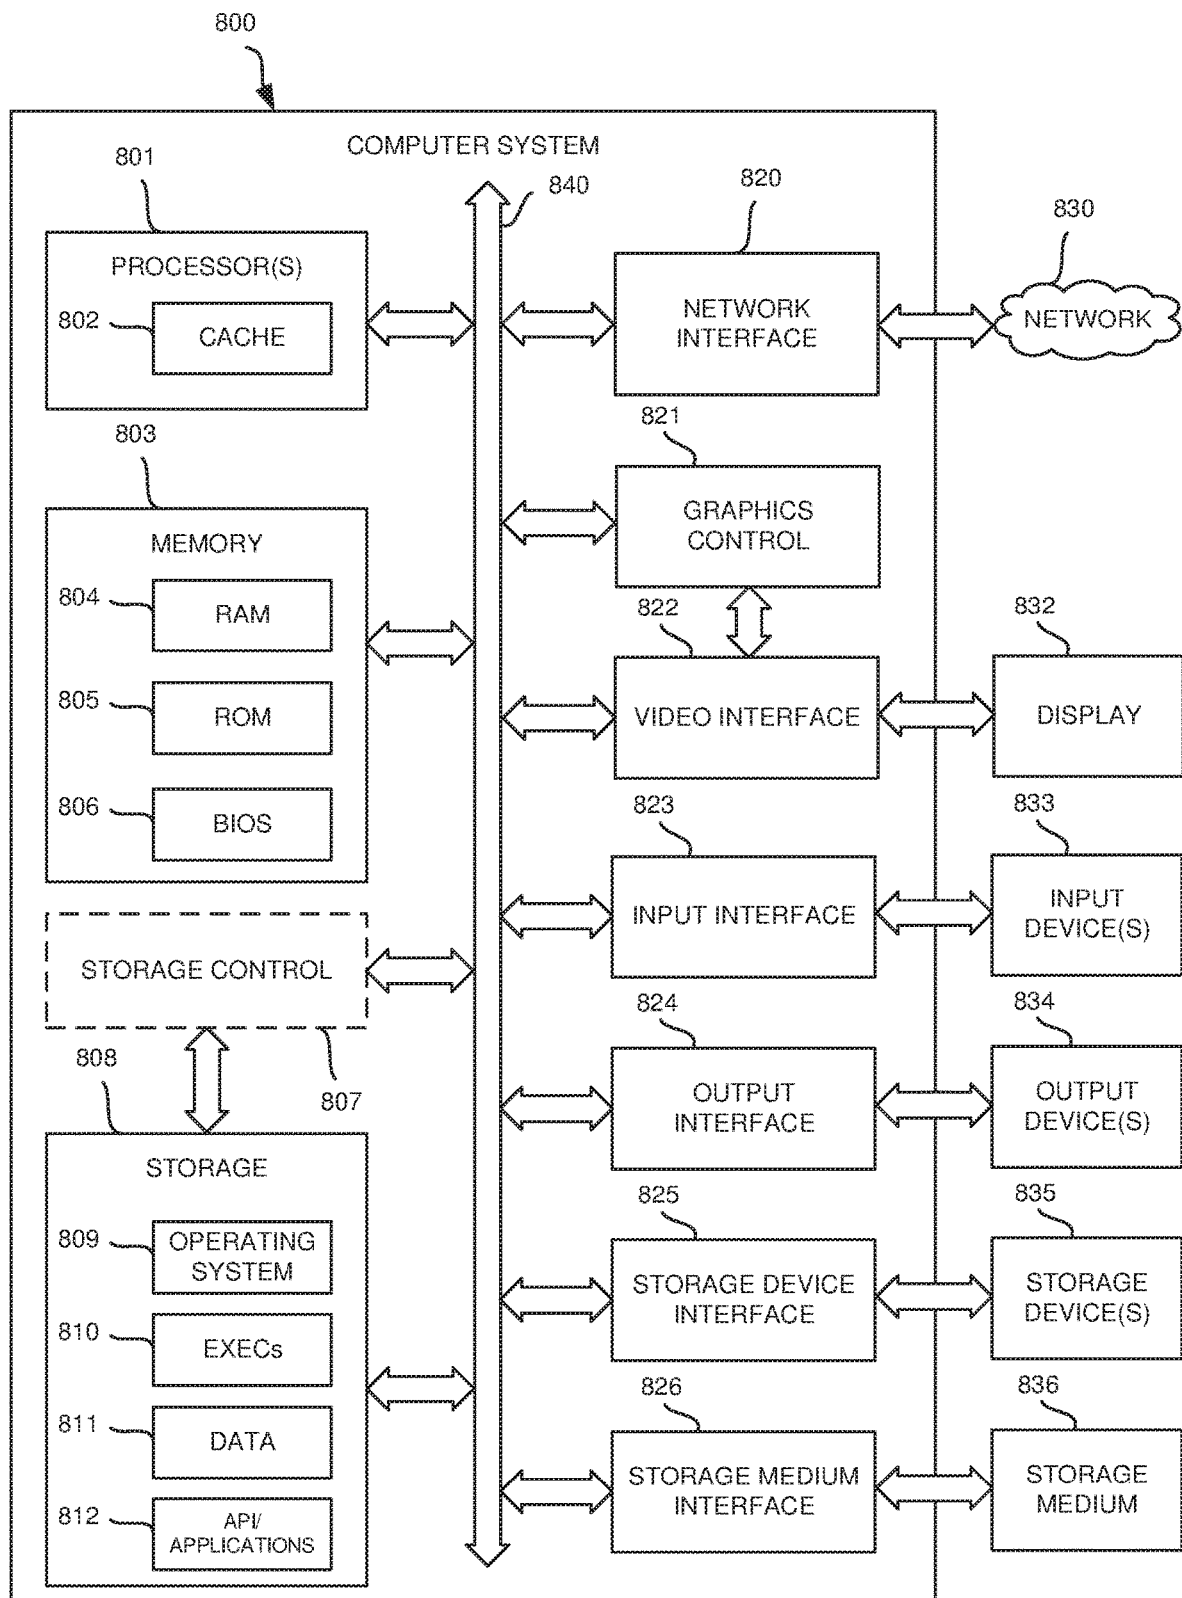 800
COMPUTER SYSTEM
801
840
820
830
PROCESSOR(S)
802
CACHE
NETWORK
INTERFACE
NETWORK
803
821
MEMORY
GRAPHICS
CONTROL
804
RAM
822
832
805
ROM
VIDEO INTERFACE
DISPLAY
806
BIOS
823
833
INPUT INTERFACE
INPUT
DEVICE(S)
STORAGE CONTROL
807
824
834
OUTPUT
INTERFACE
OUTPUT
DEVICE(S)
808
STORAGE
825
835
809
OPERATING
SYSTEM
STORAGE DEVICE
INTERFACE
STORAGE
DEVICE(S)
810
EXECs
826
836
811
DATA
STORAGE MEDIUM
INTERFACE
STORAGE
MEDIUM
812
API/
APPLICATIONS